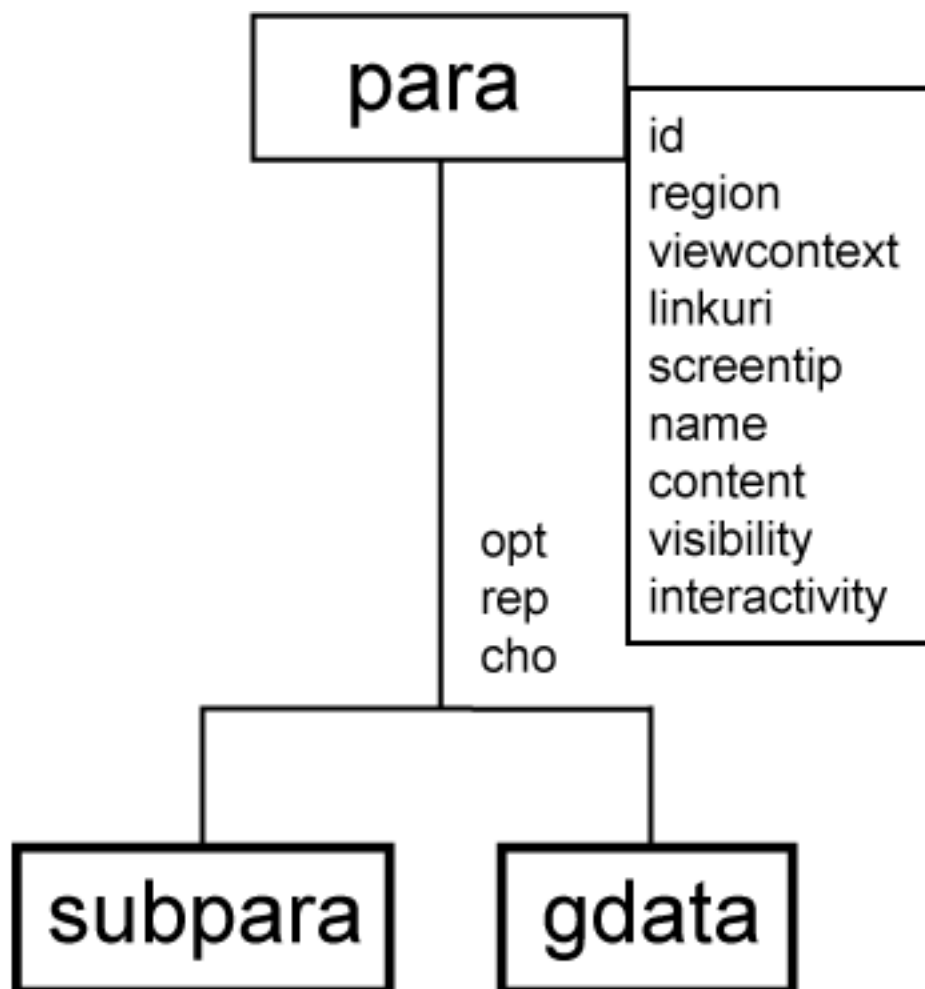 para
id
region
viewcontext
linkuri
screentip
name
content
visibility
interactivity
opt
rep
cho
subpara
gdata